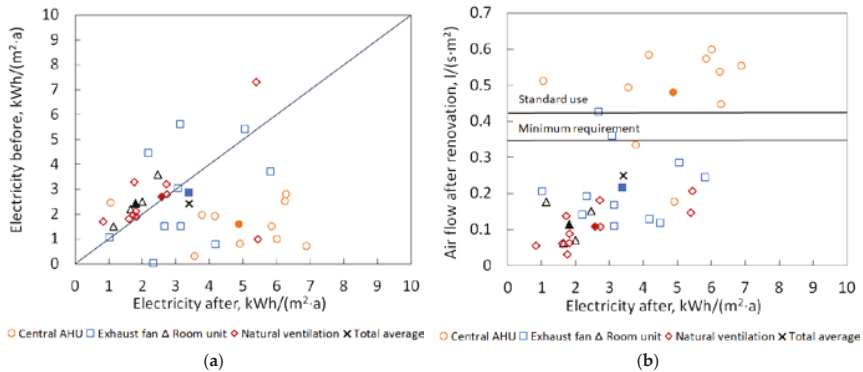 10
9
8
7
6
5
4
3
2
1
0
Electricity before, kWh/(m²·a)
0 1 2 3 4 5 6 7 8 9 10
Electricity after, kWh/(m²·a)
Central AHU Exhaust fan Room unit Natural ventilation Total average
(a)
0.7
0.6
0.5
0.4
0.3
0.2
0.1
0
Air flow after renovation, l/(s·m²)
Standard use
Minimum requirement
0 1 2 3 4 5 6 7 8 9 10
Electricity after, kWh/(m²·a)
Central AHU Exhaust fan Room unit Natural ventilation Total average
(b)